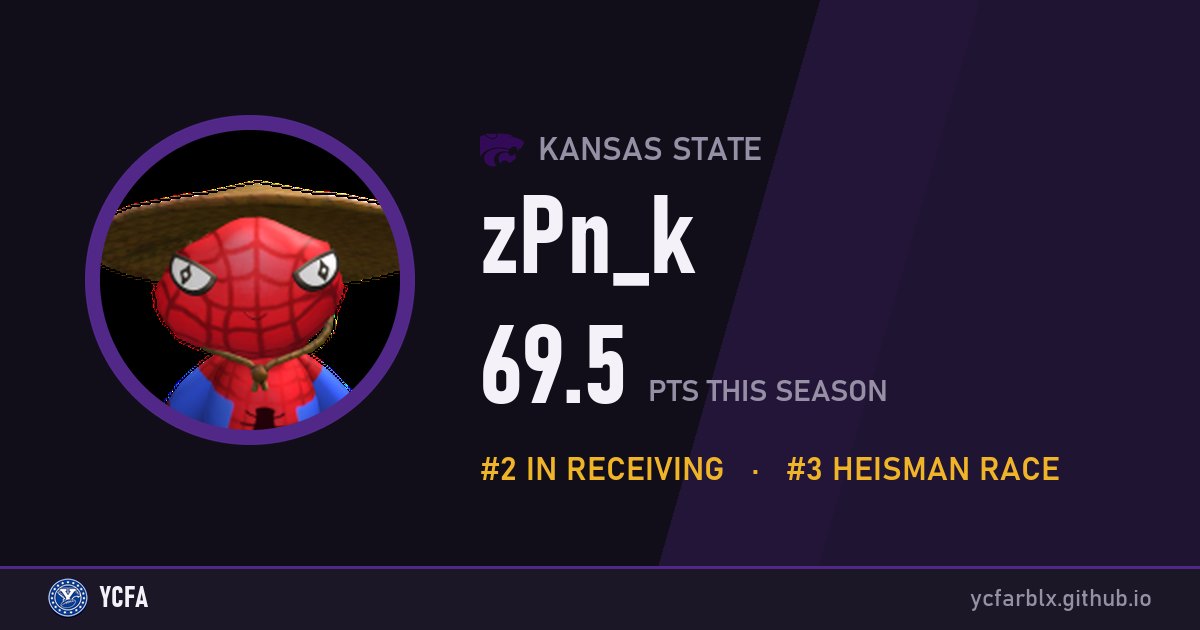 KANSAS STATE
zPn_k
69.5 PTS THIS SEASON
#2 IN RECEIVING · #3 HEISMAN RACE
YCFA
ycfarblx.github.io